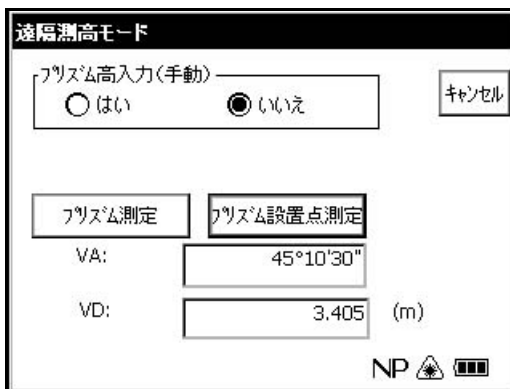 遠隔測高モード
プリズム高入力(手動)
はい いいえ
キャンセル
プリズム測定 プリズム設置点測定
VA: 45°10'30"
VD: 3.405 (m)
NP